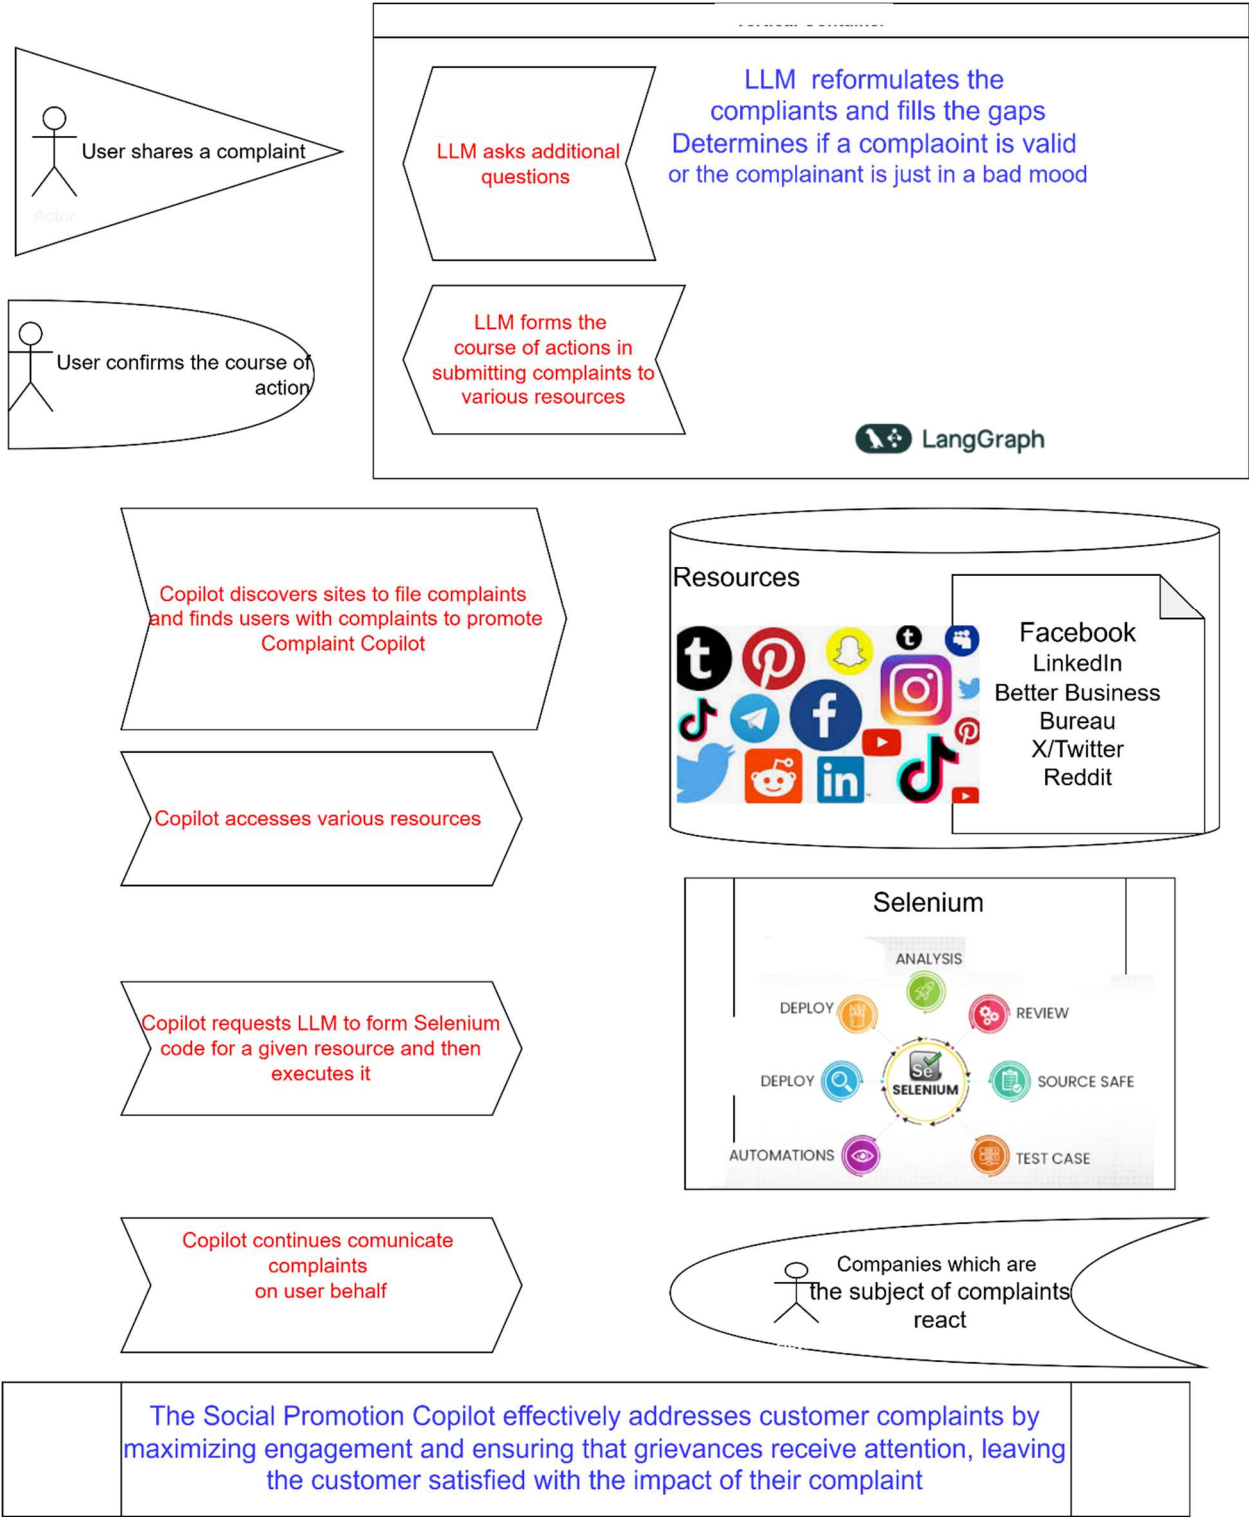 User shares a complaint
Actor
LLM asks additional
questions
LLM  reformulates the
compliants and fills the gaps
Determines if a complaoint is valid
or the complainant is just in a bad mood
User confirms the course of
action
LLM forms the
course of actions in
submitting complaints to
various resources
LangGraph
Copilot discovers sites to file complaints
and finds users with complaints to promote
Complaint Copilot
Resources
Facebook
LinkedIn
Better Business
Bureau
X/Twitter
Reddit
in
Copilot accesses various resources
Selenium
ANALYSIS
DEPLOY
REVIEW
Se
SELENIUM
DEPLOY
SOURCE SAFE
AUTOMATIONS
TEST CASE
Copilot requests LLM to form Selenium
code for a given resource and then
executes it
Copilot continues comunicate
complaints
on user behalf
Companies which are
the subject of complaints
react
The Social Promotion Copilot effectively addresses customer complaints by
maximizing engagement and ensuring that grievances receive attention, leaving
the customer satisfied with the impact of their complaint